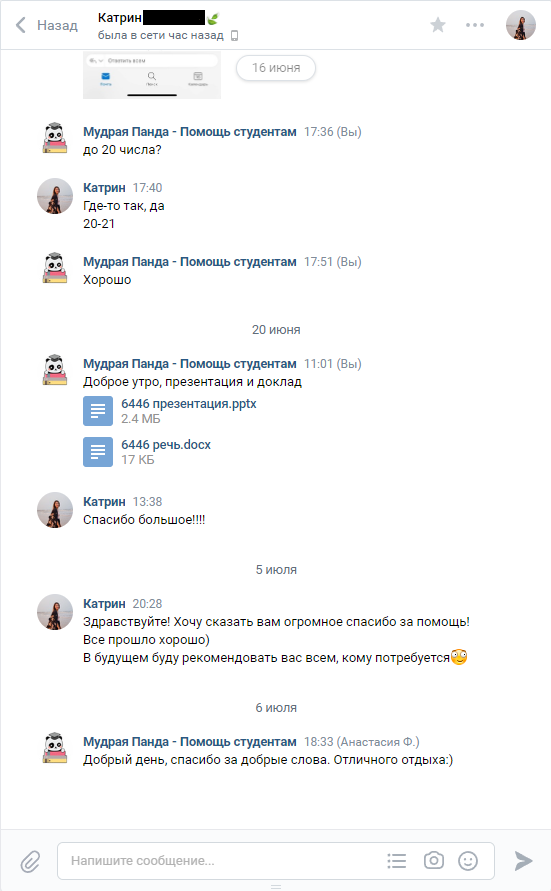 Назад
Катрин
была в сети час назад
Ответить всем
Поиск
16 июня
Мудрая Панда - Помощь студентам 17:36 (Вы)
до 20 числа?
Катрин 17:40
Где-то так, да
20-21
Мудрая Панда - Помощь студентам 17:51 (Вы)
Хорошо
20 июня
Мудрая Панда - Помощь студентам 11:01 (Вы)
Доброе утро, презентация и доклад
6446 презентация.pptx
2.4 МБ
6446 речь.docx
17 КБ
Катрин 13:38
Спасибо большое!!!!
5 июля
Катрин 20:28
Здравствуйте! Хочу сказать вам огромное спасибо за помощь!
Все прошло хорошо)
В будущем буду рекомендовать вас всем, кому потребуется
6 июля
Мудрая Панда - Помощь студентам 18:33 (Анастасия Ф.)
Добрый день, спасибо за добрые слова. Отличного отдыха:)
Напишите сообщение...